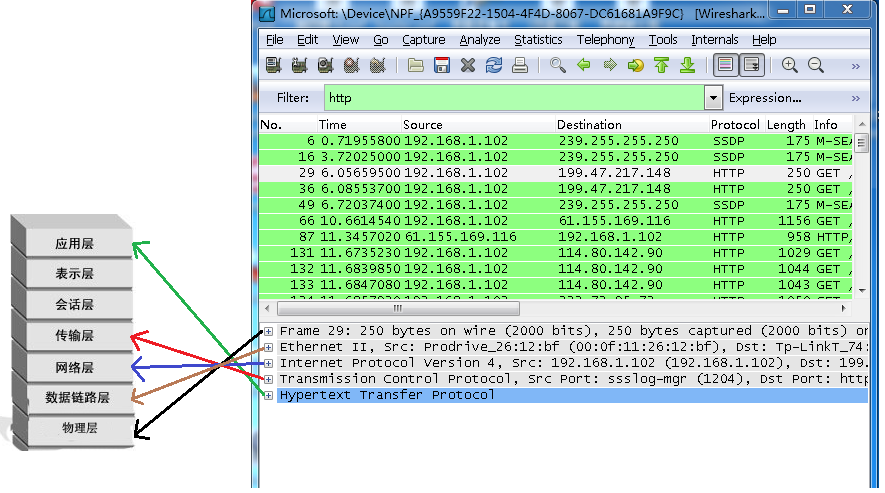 Microsoft: \Device\NPF_{A9559F22-1504-4F4D-8067-DC61681A9F9C} [Wireshark...
File Edit View Go Capture Analyze Statistics Telephony Tools Internals Help
Filter: http Expression... »
No. Time Source Destination Protocol Length Info
6 0.71955800 192.168.1.102 239.255.255.250 SSDP 175 M-SEA
16 3.72025000 192.168.1.102 239.255.255.250 SSDP 175 M-SEA
29 6.05659500 192.168.1.102 199.47.217.148 HTTP 250 GET /
36 6.08553700 192.168.1.102 199.47.217.148 HTTP 250 GET /
49 6.72037400 192.168.1.102 239.255.255.250 SSDP 175 M-SEA
66 10.6614540 192.168.1.102 61.155.169.116 HTTP 1156 GET /
87 11.3457020 61.155.169.116 192.168.1.102 HTTP 958 HTTP/
131 11.6735230 192.168.1.102 114.80.142.90 HTTP 1029 GET /
132 11.6839850 192.168.1.102 114.80.142.90 HTTP 1044 GET /
133 11.6847080 192.168.1.102 114.80.142.90 HTTP 1043 GET /
Frame 29: 250 bytes on wire (2000 bits), 250 bytes captured (2000 bits) on
Ethernet II, Src: Prodrive_26:12:bf (00:0f:11:26:12:bf), Dst: Tp-LinkT_74:
Internet Protocol Version 4, Src: 192.168.1.102 (192.168.1.102), Dst: 199.
Transmission Control Protocol, Src Port: ssslog-mgr (1204), Dst Port: http
Hypertext Transfer Protocol
应用层
表示层
会话层
传输层
网络层
数据链路层
物理层